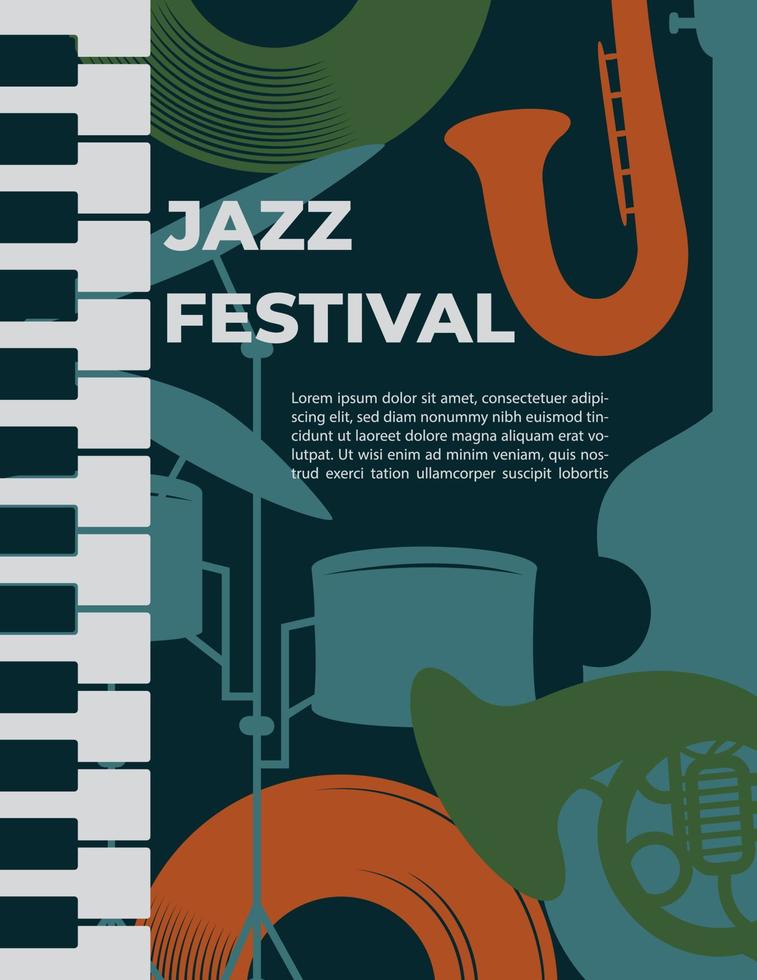 JAZZ
FESTIVAL
Lorem ipsum dolor sit amet, consectetuer adipi-
scing elit, sed diam nonummy nibh euismod tin-
cidunt ut laoreet dolore magna aliquam erat vo-
lutpat. Ut wisi enim ad minim veniam, quis nos-
trud exerci tation ullamcorper suscipit lobortis